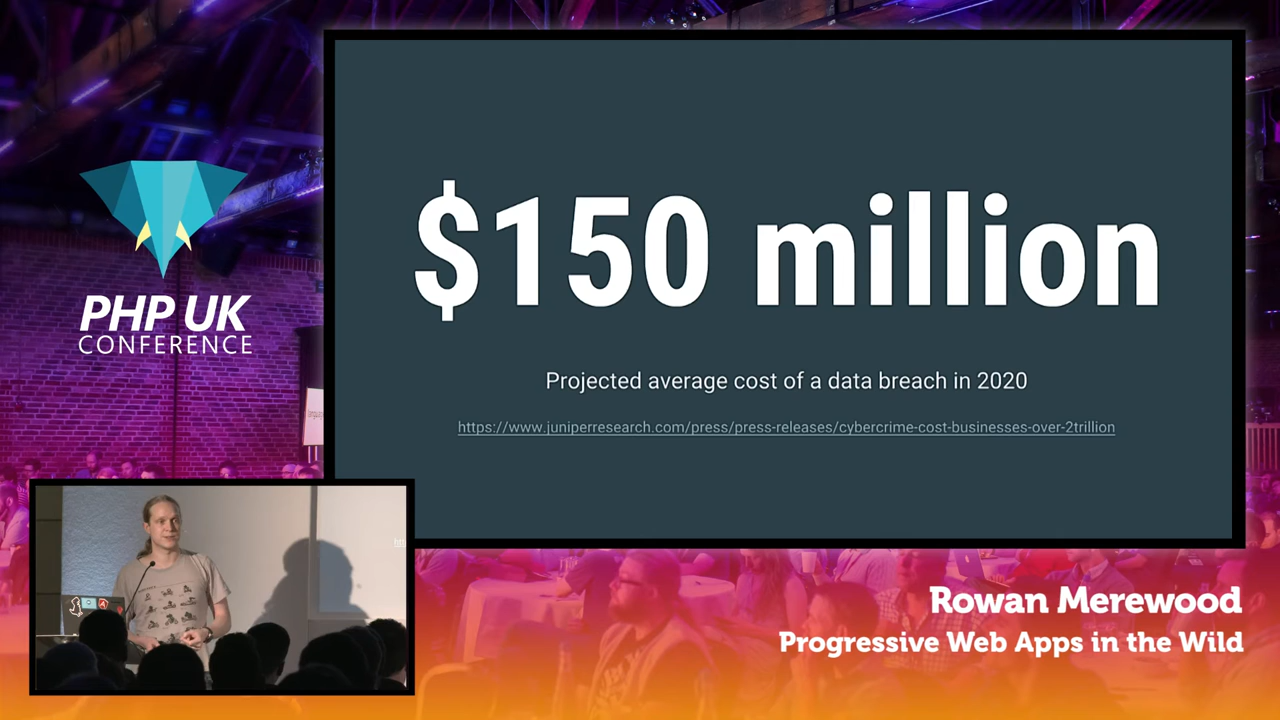 $150 million
Projected average cost of a data breach in 2020
https://www.juniperresearch.com/press/press-releases/cybercrime-cost-businesses-over-2trillion
PHP UK
CONFERENCE
Rowan Merewood
Progressive Web Apps in the Wild